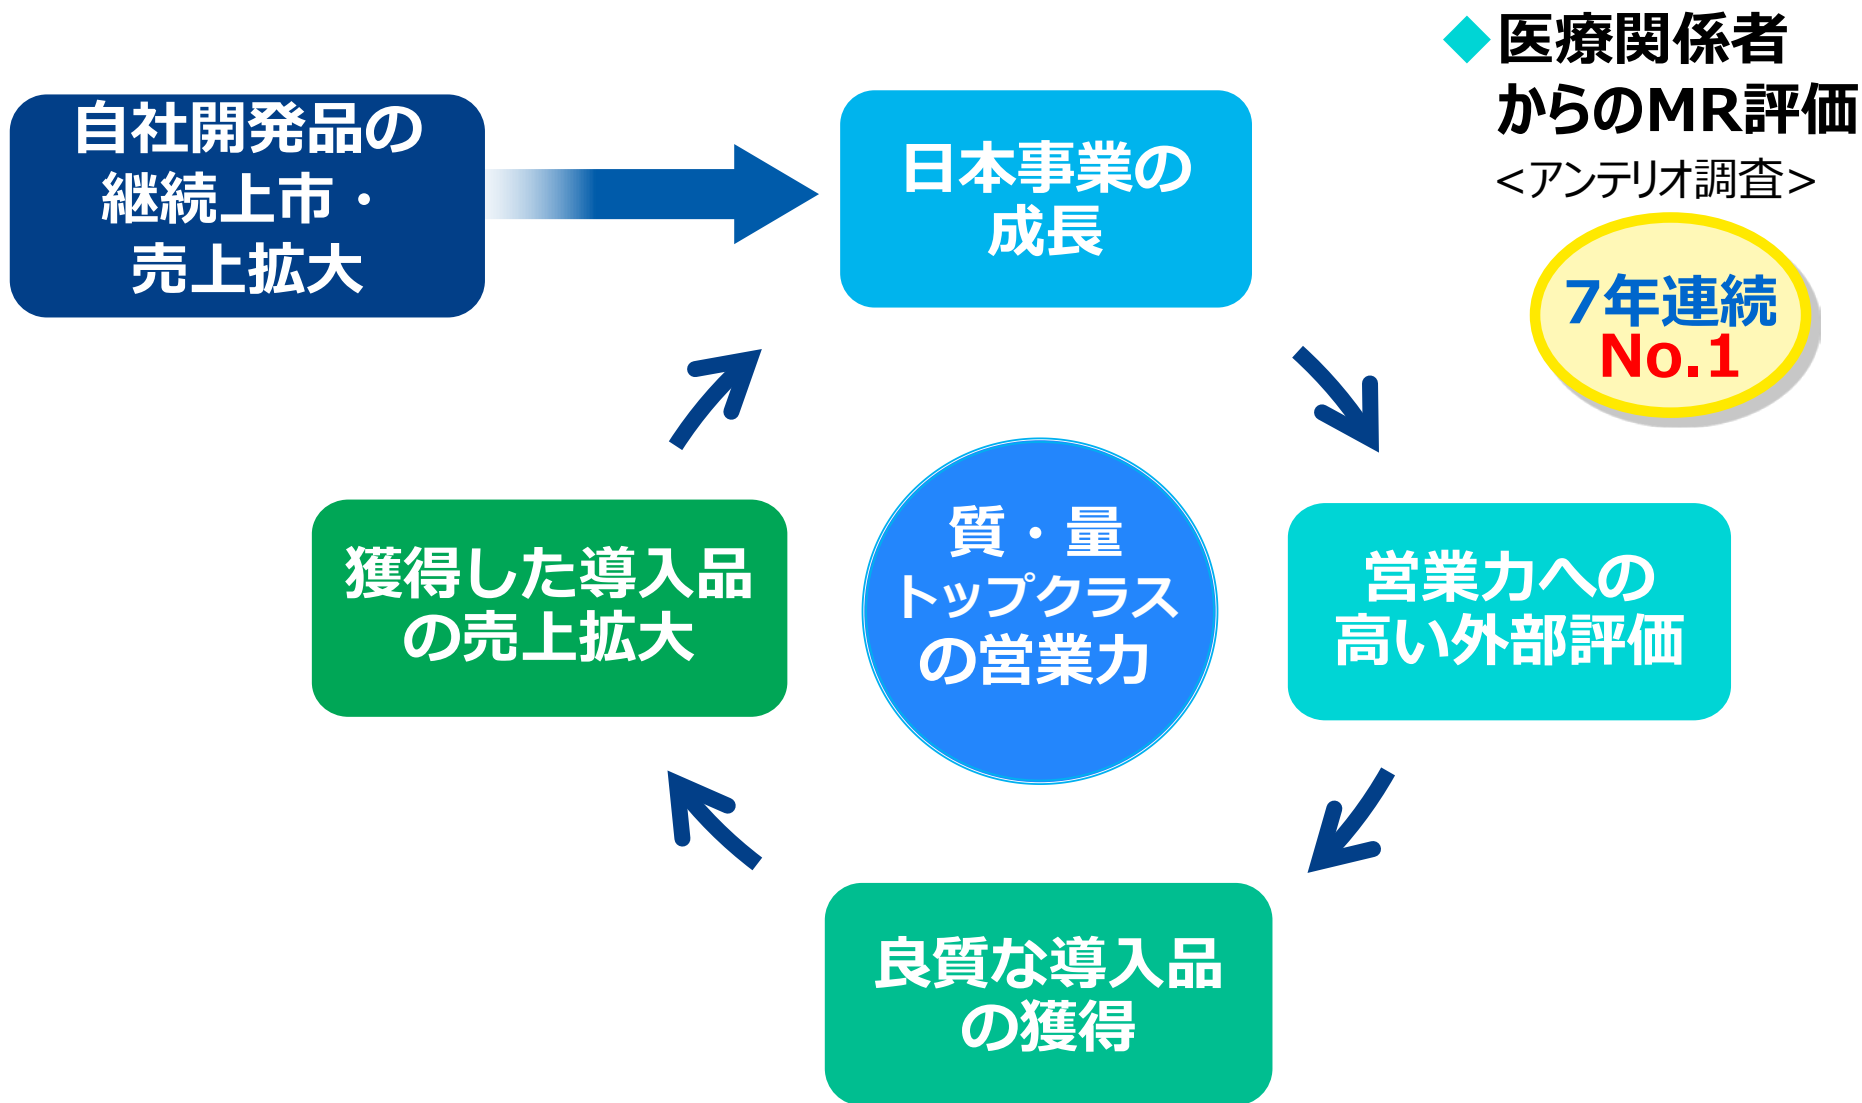 ◆医療関係者
からのMR評価
<アンテリオ調査>
7年連続
No.1
自社開発品の
継続上市・
売上拡大
日本事業の
成長
営業力への
高い外部評価
良質な導入品
の獲得
獲得した導入品
の売上拡大
質・量
トップクラス
の営業力